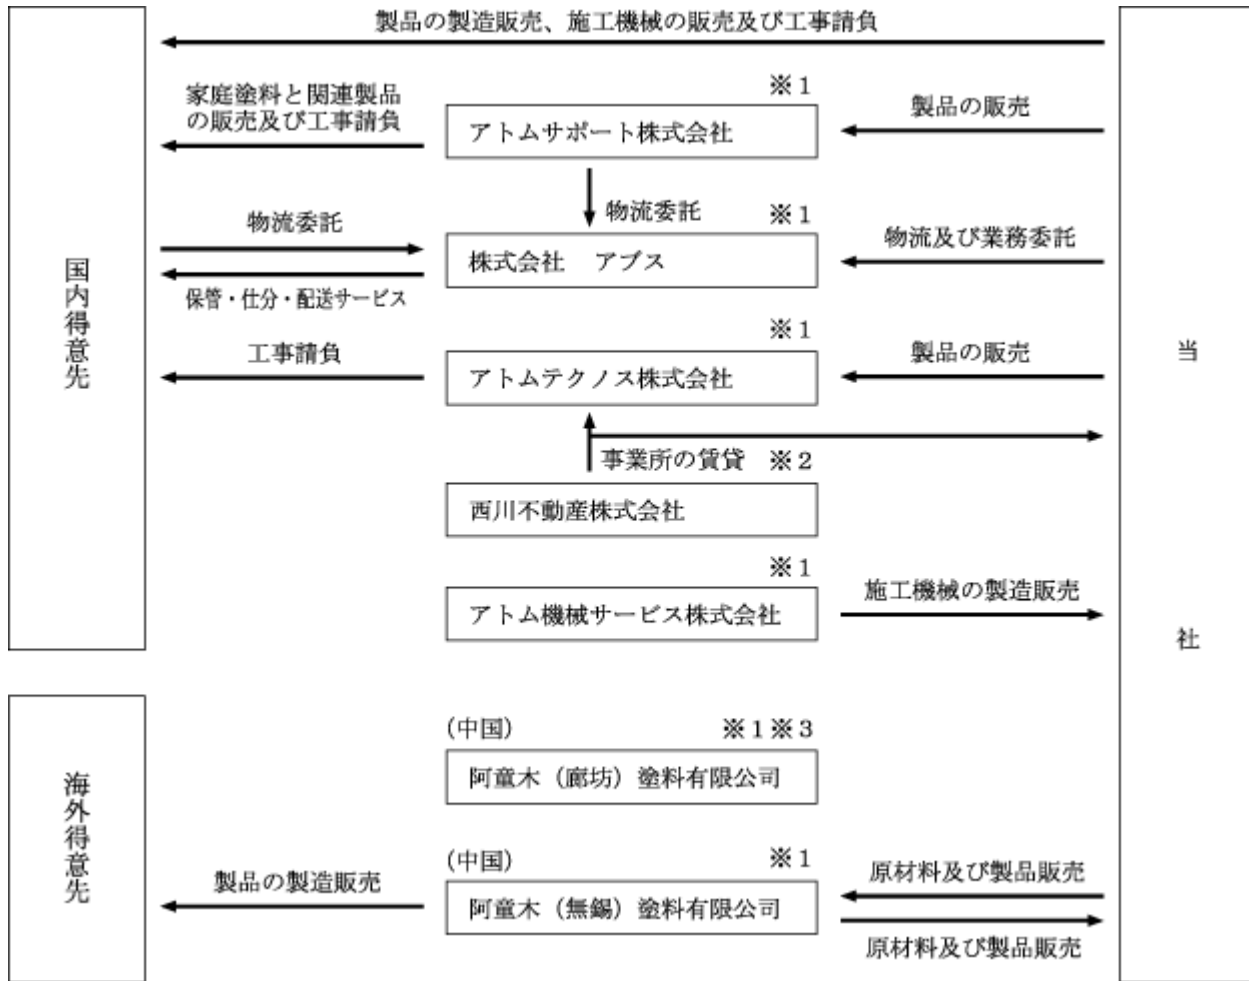 製品の製造販売、施工機械の販売及び工事請負
※1
家庭塗料と関連製品
の販売及び工事請負
アトムサポート株式会社
製品の販売
物流委託
※1
物流委託
株式会社　アブス
物流及び業務委託
保管・仕分・配送サービス
※1
工事請負
アトムテクノス株式会社
製品の販売
事業所の賃貸　※2
西川不動産株式会社
※1
アトム機械サービス株式会社
施工機械の製造販売
国内得意先
当社
(中国)
※1※3
阿童木（廊坊）塗料有限公司
(中国)
※1
製品の製造販売
阿童木（無錫）塗料有限公司
原材料及び製品販売
原材料及び製品販売
海外得意先